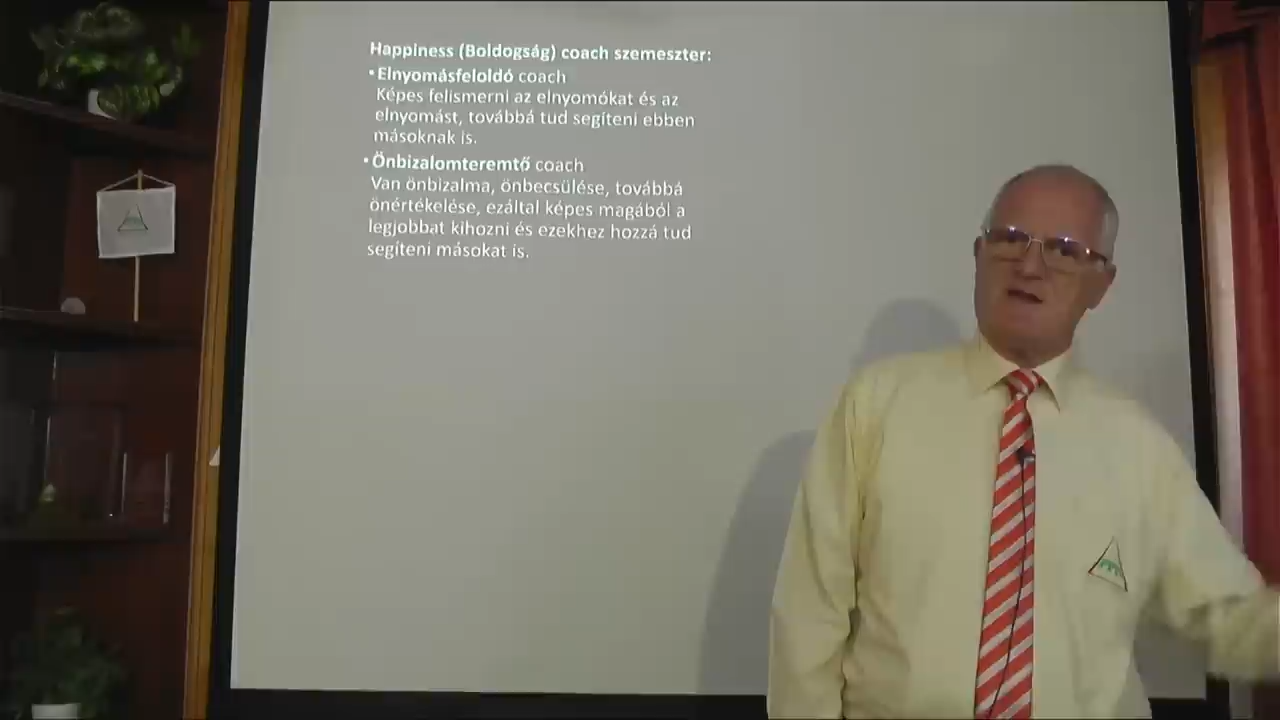 Happiness (Boldogság) coach szemeszter:
•Elnyomásfeloldó coach
Képes felismerni az elnyomókat és az
elnyomást, továbbá tud segíteni ebben
másoknak is.
•Önbizalomteremtő coach
Van önbizalma, önbecsülése, továbbá
önértékelése, ezáltal képes magából a
legjobbat kihozni és ezekhez hozzá tud
segíteni másokat is.